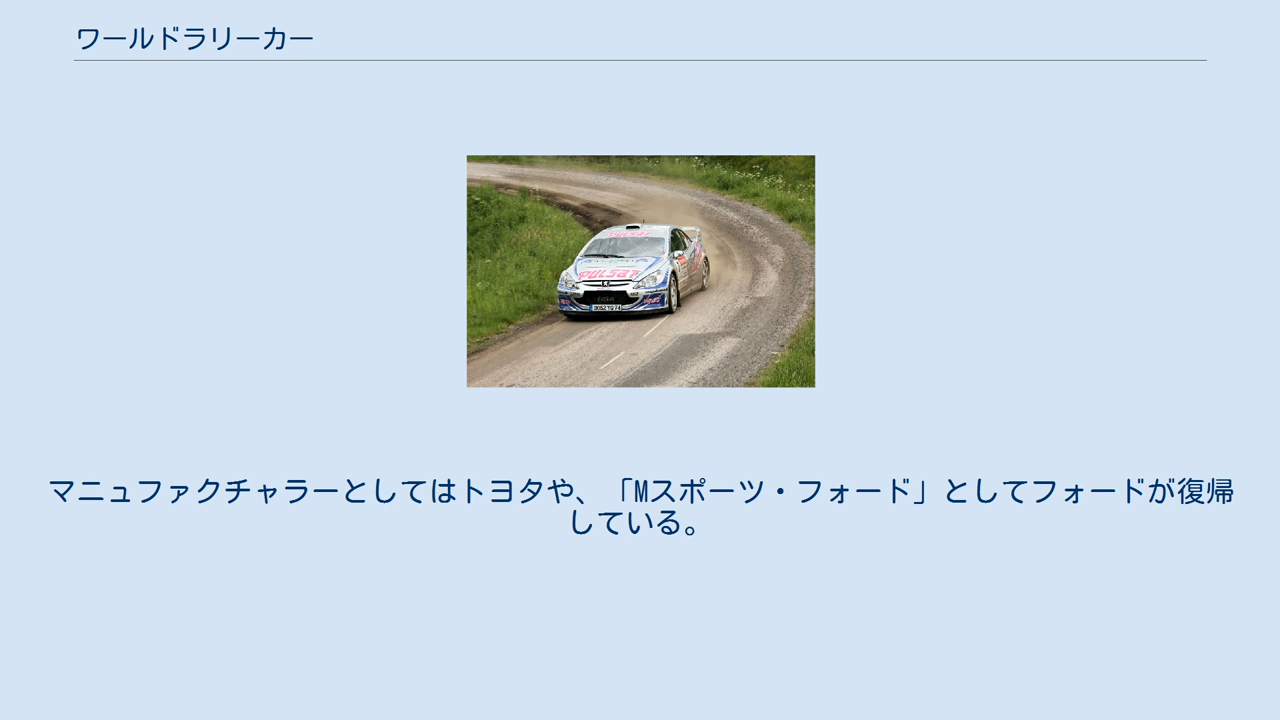 ワールドラリーカー
pulsar
マニュファクチャラーとしてはトヨタや、「Mスポーツ・フォード」としてフォードが復帰
している。